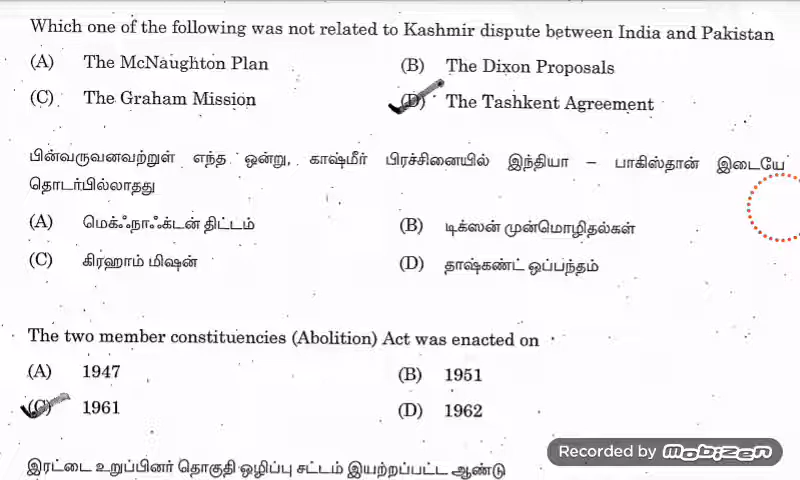 Which one of the following was not related to Kashmir dispute between India and Pakistan
(A) The McNaughton Plan (B) The Dixon Proposals
(C) The Graham Mission (D) The Tashkent Agreement
பின்வருவனவற்றுள் எந்த ஒன்று, காஷ்மீர் பிரச்சினையில் இந்தியா – பாகிஸ்தான் இடையே
தொடர்பில்லாதது
(A) மெக்ஃநாஃக்டன் திட்டம் (B) டிக்ஸன் முன்மொழிதல்கள்
(C) கிரஹாம் மிஷன் (D) தாஷ்கண்ட் ஒப்பந்தம்
The two member constituencies (Abolition) Act was enacted on
(A) 1947 (B) 1951
(C) 1961 (D) 1962
இரட்டை உறுப்பினர் தொகுதி ஒழிப்பு சட்டம் இயற்றப்பட்ட ஆண்டு
Recorded by mobizen